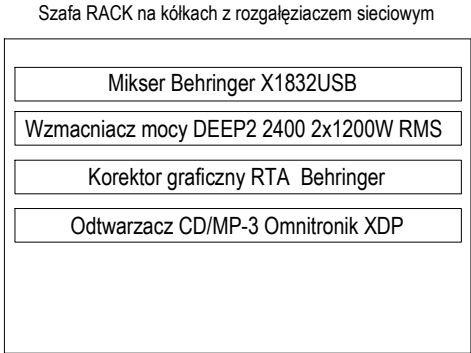 Szafa RACK na kółkach z rozgałęziaczem sieciowym
Mikser Behringer X1832USB
Wzmacniacz mocy DEEP2 2400 2x1200W RMS
Korektor graficzny RTA Behringer
Odtwarzacz CD/MP-3 Omnitronik XDP